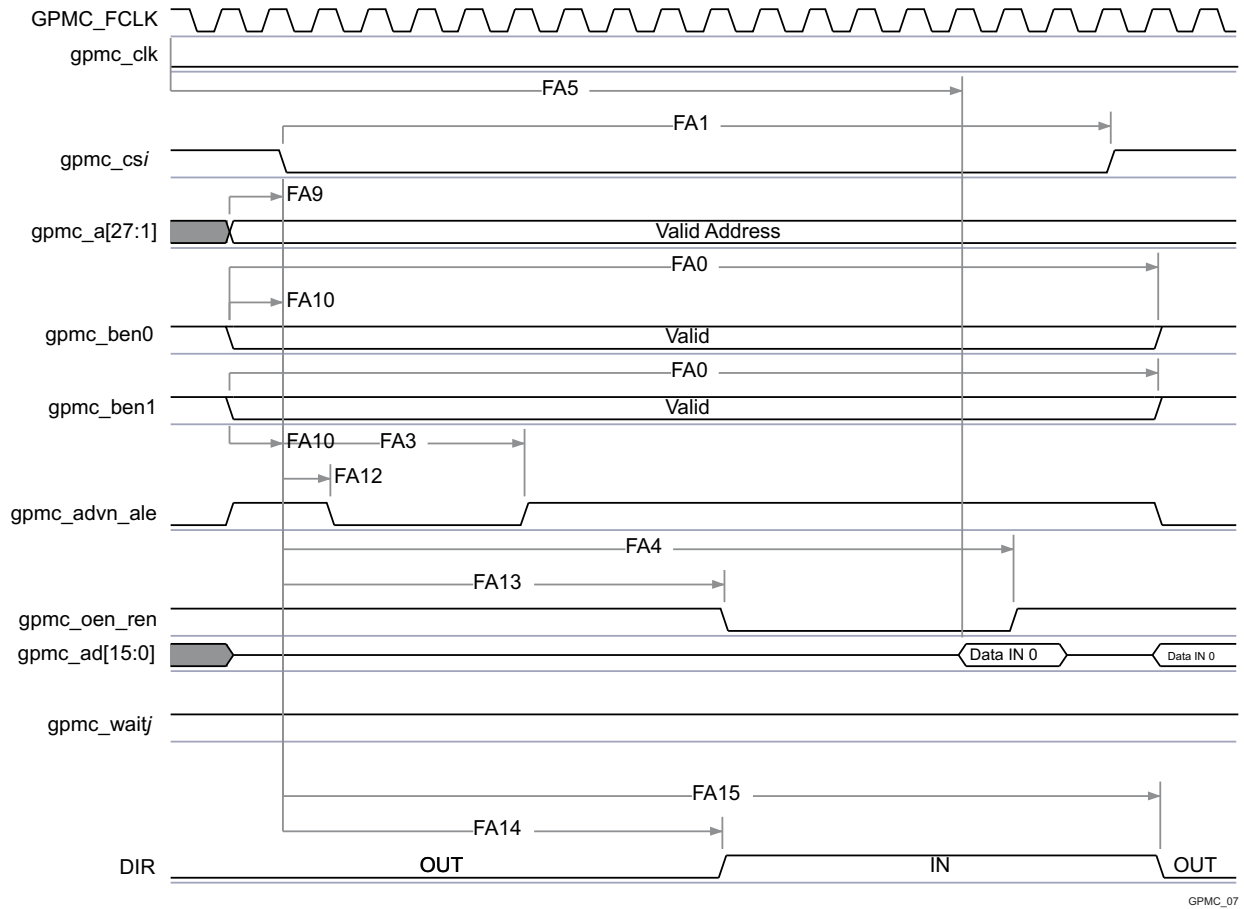 GPMC_FCLK
gpmc_clk
FA5
FA1
gpmc_csi
FA9
gpmc_a[27:1] Valid Address
FA0
FA10
gpmc_ben0 Valid
FA0
gpmc_ben1 Valid
FA10 FA3
FA12
gpmc_advn_ale
FA4
FA13
gpmc_oen_ren
gpmc_ad[15:0] Data IN 0 Data IN 0
gpmc_waitj
FA15
FA14
DIR OUT IN OUT
GPMC_07